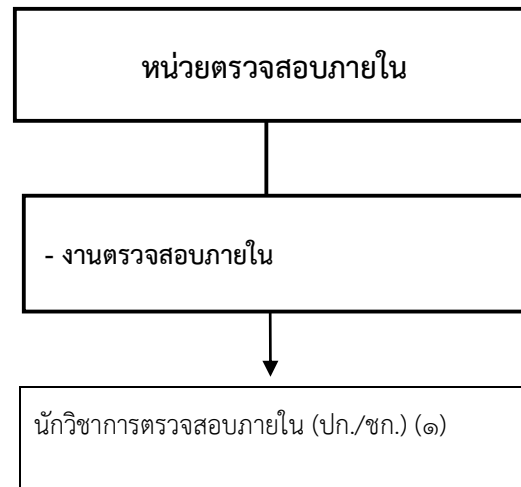 หน่วยตรวจสอบภายใน
- งานตรวจสอบภายใน
นักวิชาการตรวจสอบภายใน (ปก./ชก.) (๑)